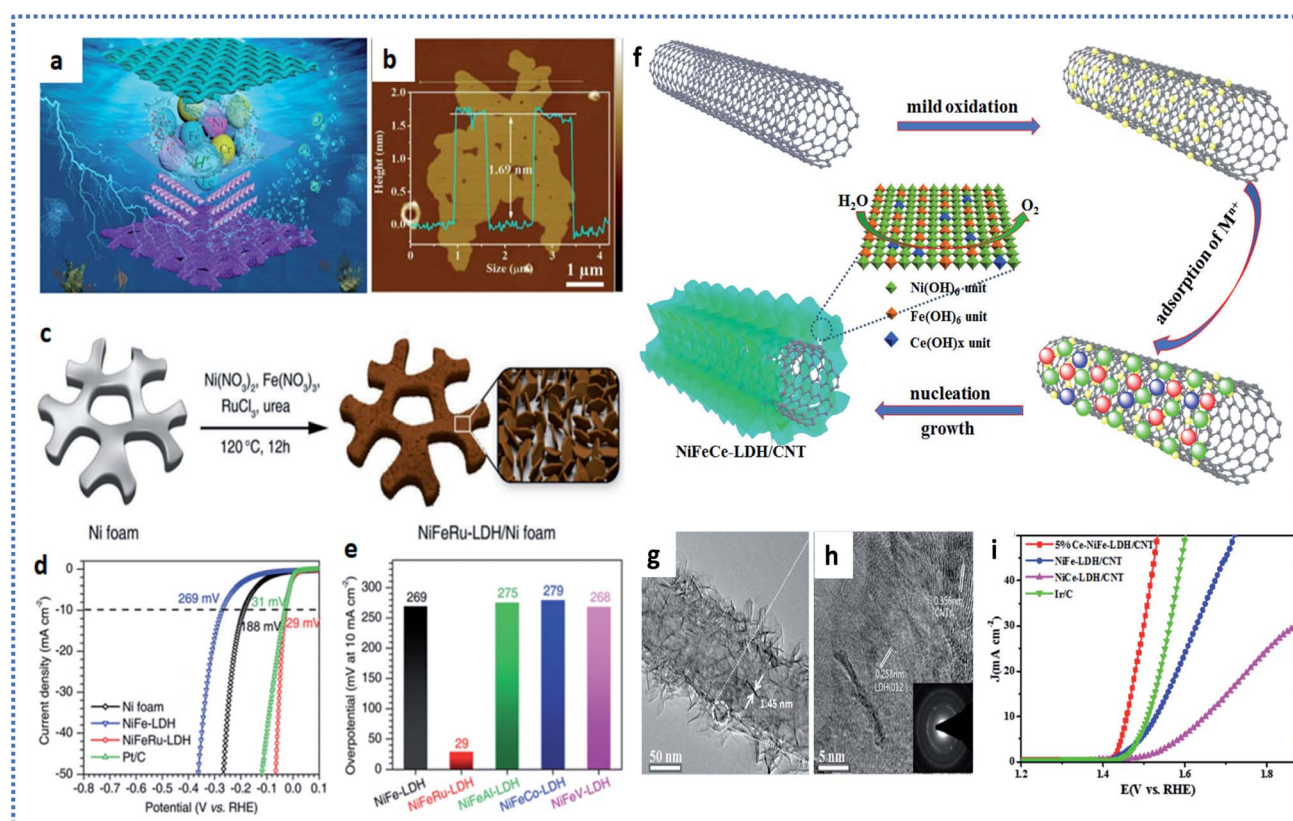 a
Fe
Ni
Cr
H
b
2.0
1.5
1.0
0.5
0.0
Height (nm)
1.69 nm
0
1
2
3
4
Size (μm)
1 μm
c
Ni(NO3)2, Fe(NO3)3,
RuCl3, urea
120 °C, 12h
Ni foam
NiFeRu-LDH/Ni foam
d
0
-10
-20
-30
-40
-50
Current density (mA cm-2)
269 mV
31 mV
188 mV
29 mV
Ni foam
NiFe-LDH
NiFeRu-LDH
Pt/C
-0.5
-0.4
-0.3
-0.2
-0.1
0.0
0.1
Potential (V vs. RHE)
e
Overpotential (mV at 10 mA cm-2)
300
250
200
150
100
50
0
269
29
275
279
268
NiFe-LDH
NiFeRu-LDH
NiFeAl-LDH
NiFeCo-LDH
NiFeV-LDH
f
mild oxidation
adsorption of Mn+
nucleation
growth
H2O
O2
Ni(OH)6 unit
Fe(OH)6 unit
Ce(OH)x unit
NiFeCe-LDH/CNT
g
1.45 nm
50 nm
h
0.356nm
CNTs
0.258nm
LDH(012)
5 nm
i
50
40
30
20
10
0
J(mA cm-2)
5%Ce-NiFe-LDH/CNT
NiFe-LDH/CNT
NiCe-LDH/CNT
Ir/C
1.2
1.4
1.6
1.8
E(V vs. RHE)